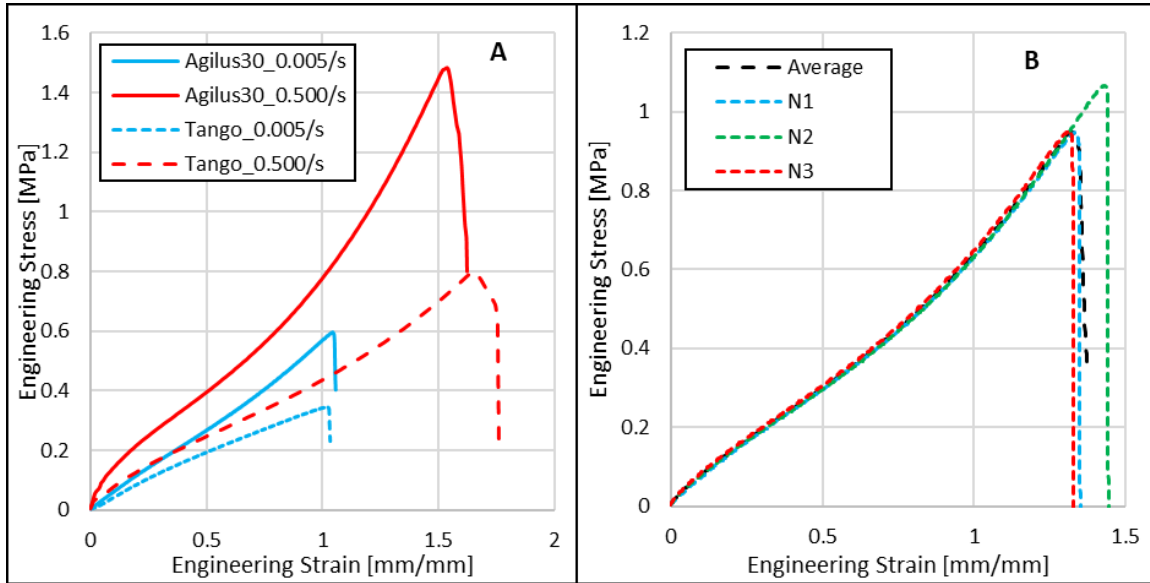 A
Engineering Stress [MPa]
1.6
1.4
1.2
1
0.8
0.6
0.4
0.2
0
Agilus30_0.005/s
Agilus30_0.500/s
Tango_0.005/s
Tango_0.500/s
0 0.5 1 1.5 2
Engineering Strain [mm/mm]
B
Engineering Stress [MPa]
1.2
1
0.8
0.6
0.4
0.2
0
Average
N1
N2
N3
0 0.5 1 1.5
Engineering Strain [mm/mm]